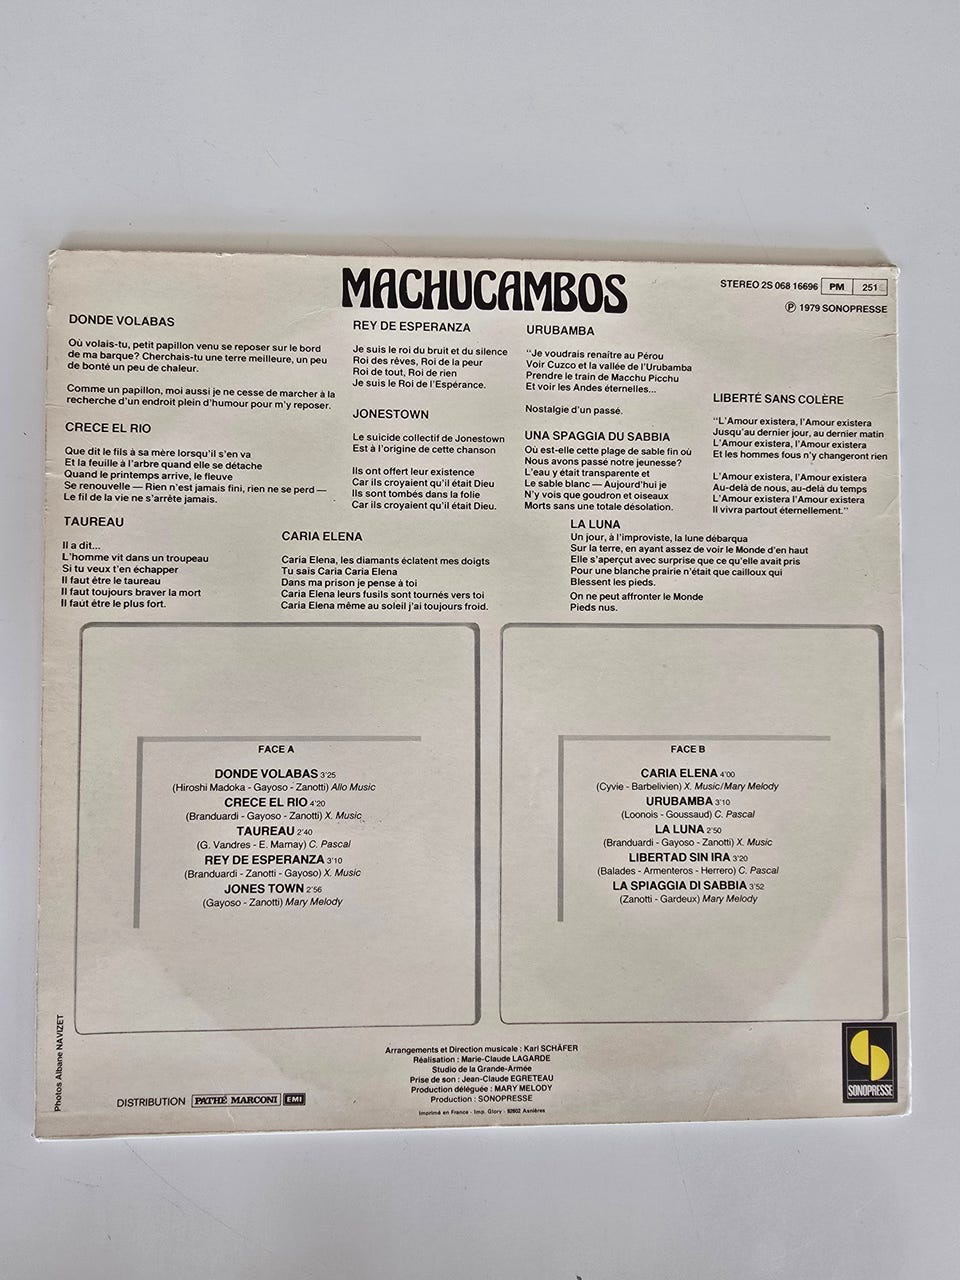 MACHUCAMBOS
STEREO 2S 068 16696 PM 251
Ⓟ 1979 SONOPRESSE
DONDE VOLABAS
Où volais-tu, petit papillon venu se reposer sur le bord
de ma barque? Cherchais-tu une terre meilleure, un peu
de bonté un peu de chaleur.
Comme un papillon, moi aussi je ne cesse de marcher à la
recherche d'un endroit plein d'humour pour m'y reposer.
CRECE EL RIO
Que dit le fils à sa mère lorsqu'il s'en va
Et la feuille à l'arbre quand elle se détache
Quand le printemps arrive, le fleuve
Se renouvelle — Rien n'est jamais fini, rien ne se perd —
Le fil de la vie ne s'arrête jamais.
TAUREAU
Il a dit...
L'homme vit dans un troupeau
Si tu veux t'en échapper
Il faut être le taureau
Il faut toujours braver la mort
Il faut être le plus fort.
REY DE ESPERANZA
Je suis le roi du bruit et du silence
Roi des rêves, Roi de la peur
Roi de tout, Roi de rien
Je suis le Roi de l'Espérance.
JONESTOWN
Le suicide collectif de Jonestown
Est à l'origine de cette chanson
Ils ont offert leur existence
Car ils croyaient qu'il était Dieu
Ils sont tombés dans la folie
Car ils croyaient qu'il était Dieu.
CARIA ELENA
Caria Elena, les diamants éclatent mes doigts
Tu sais Caria Caria Elena
Dans ma prison je pense à toi
Caria Elena leurs fusils sont tournés vers toi
Caria Elena même au soleil j'ai toujours froid.
URUBAMBA
"Je voudrais renaître au Pérou
Voir Cuzco et la vallée de l'Urubamba
Prendre le train de Macchu Picchu
Et voir les Andes éternelles...
Nostalgie d'un passé.
UNA SPAGGIA DU SABBIA
Où est-elle cette plage de sable fin où
Nous avons passé notre jeunesse?
L'eau y était transparente et
Le sable blanc — Aujourd'hui je
N'y vois que goudron et oiseaux
Morts sans une totale désolation.
LIBERTÉ SANS COLÈRE
"L'Amour existera, l'Amour existera
Jusqu'au dernier jour, au dernier matin
L'Amour existera, l'Amour existera
Et les hommes fous n'y changeront rien
L'Amour existera, l'Amour existera
Au-delà de nous, au-delà du temps
L'Amour existera l'Amour existera
Il vivra partout éternellement."
LA LUNA
Un jour, à l'improviste, la lune débarqua
Sur la terre, en ayant assez de voir le Monde d'en haut
Elle s'aperçut avec surprise que ce qu'elle avait pris
Pour une blanche prairie n'était que cailloux qui
Blessent les pieds.
On ne peut affronter le Monde
Pieds nus.
FACE A
DONDE VOLABAS 3'25
(Hiroshi Madoka - Gayoso - Zanotti) Allo Music
CRECE EL RIO 4'20
(Branduardi - Gayoso - Zanotti) X. Music
TAUREAU 2'40
(G. Vandres - E. Marnay) C. Pascal
REY DE ESPERANZA 3'10
(Branduardi - Zanotti - Gayoso) X. Music
JONES TOWN 2'56
(Gayoso - Zanotti) Mary Melody
FACE B
CARIA ELENA 4'00
(Cyvie - Barbelivien) X. Music/Mary Melody
URUBAMBA 3'10
(Loonois - Goussaud) C. Pascal
LA LUNA 2'50
(Branduardi - Gayoso - Zanotti) X. Music
LIBERTAD SIN IRA 3'20
(Balades - Armenteros - Herrero) C. Pascal
LA SPIAGGIA DI SABBIA 3'52
(Zanotti - Gardeux) Mary Melody
Photos Albane NAVIZET
DISTRIBUTION PATHÉ MARCONI EMI
Arrangements et Direction musicale : Karl SCHÄFER
Réalisation : Marie-Claude LAGARDE
Studio de la Grande-Armée
Prise de son : Jean-Claude EGRETEAU
Production déléguée : MARY MELODY
Production : SONOPRESSE
Imprimé en France - Imp. Glory - 92602 Asnières
SONOPRESSE